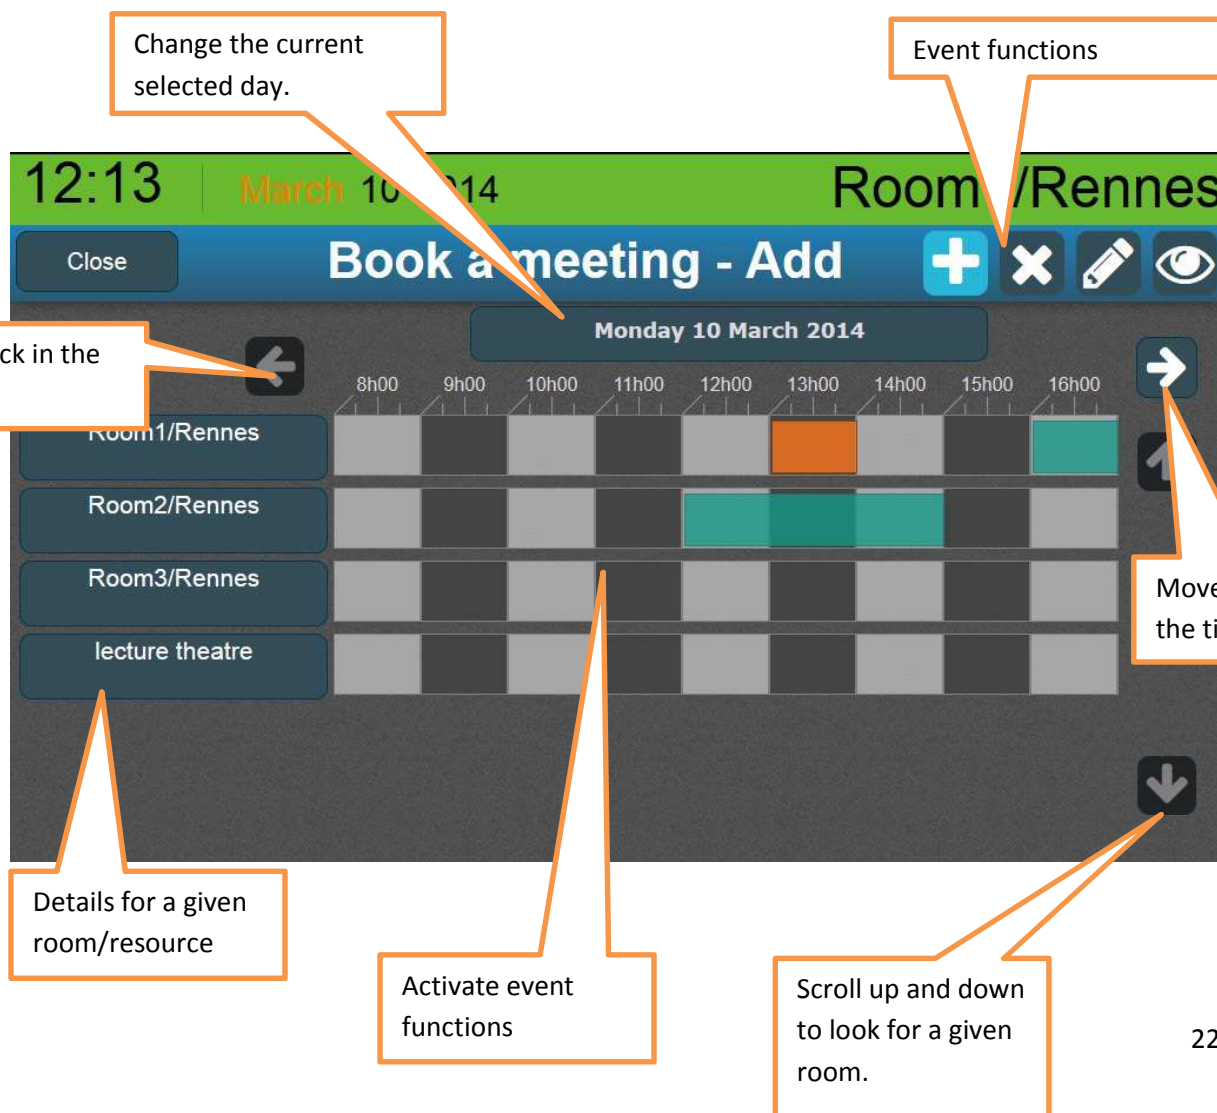 Change the current
selected day.
Event functions
12:13
March 10 14
Room /Rennes
Close
Book a meeting - Add
Monday 10 March 2014
ck in the
8h00 9h00 10h00 11h00 12h00 13h00 14h00 15h00 16h00
Room1/Rennes
Room2/Rennes
Room3/Rennes
lecture theatre
Move
the ti
Details for a given
room/resource
Activate event
functions
Scroll up and down
to look for a given
room.
22